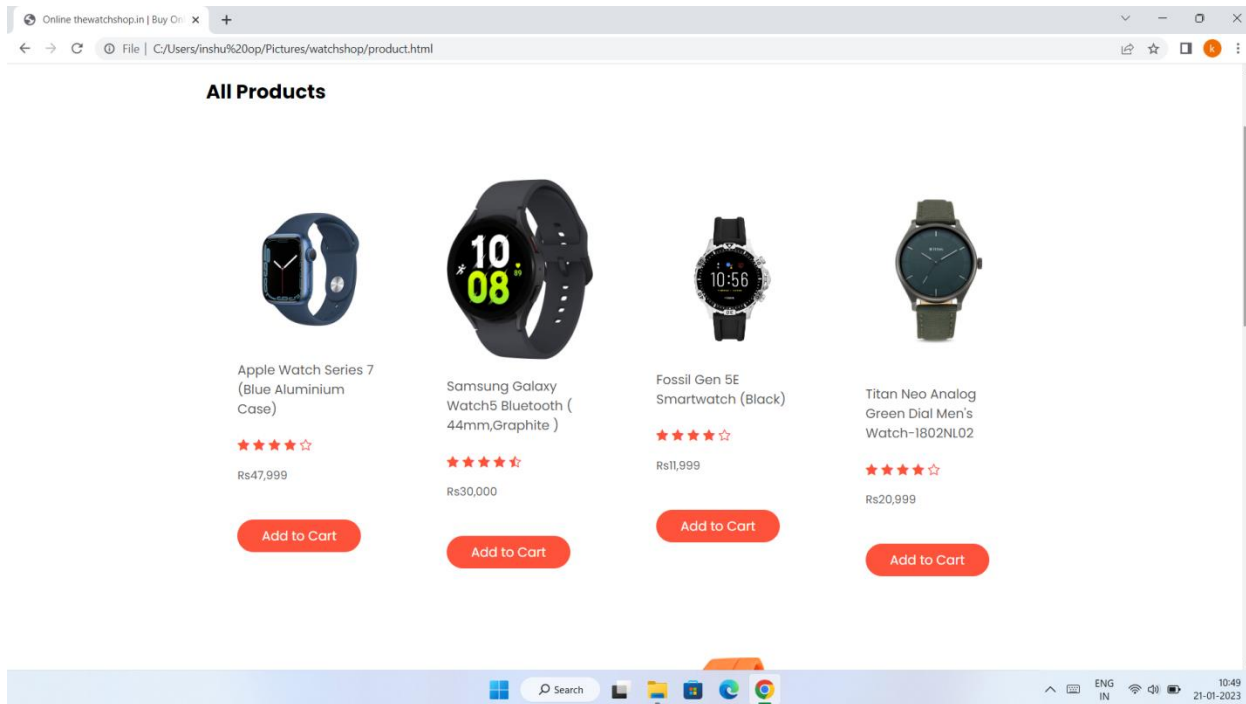 Online thewatchshop.in | Buy On
File | C:/Users/inshu%20op/Pictures/watchshop/product.html
k
All Products
10
08
89
10:56
TITAN
Apple Watch Series 7
(Blue Aluminium
Case)
Rs47,999
Add to Cart
Samsung Galaxy
Watch5 Bluetooth (
44mm,Graphite )
Rs30,000
Add to Cart
Fossil Gen 5E
Smartwatch (Black)
Rs11,999
Add to Cart
Titan Neo Analog
Green Dial Men's
Watch-1802NL02
Rs20,999
Add to Cart
Search
ENG
IN
10:49
21-01-2023